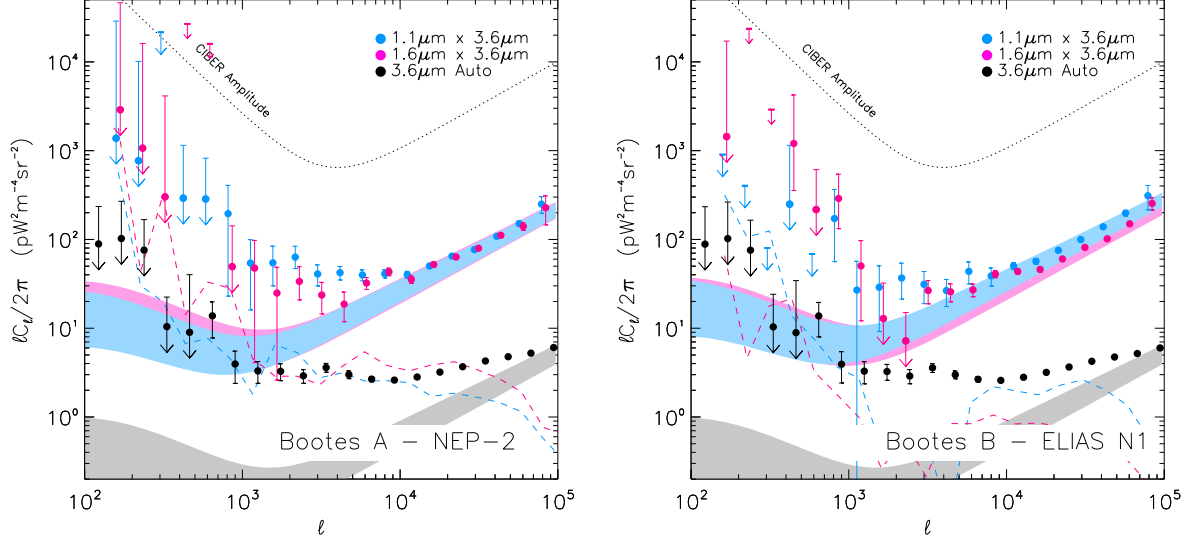 10⁴
10³
10²
10¹
10⁰
ℓCℓ/2π (pW²m⁻⁴sr⁻²)
CIBER Amplitude
1.1μm x 3.6μm
1.6μm x 3.6μm
3.6μm Auto
Bootes A – NEP–2
10²
10³
10⁴
10⁵
ℓ
10⁴
10³
10²
10¹
10⁰
ℓCℓ/2π (pW²m⁻⁴sr⁻²)
CIBER Amplitude
1.1μm x 3.6μm
1.6μm x 3.6μm
3.6μm Auto
Bootes B – ELIAS N1
10²
10³
10⁴
10⁵
ℓ